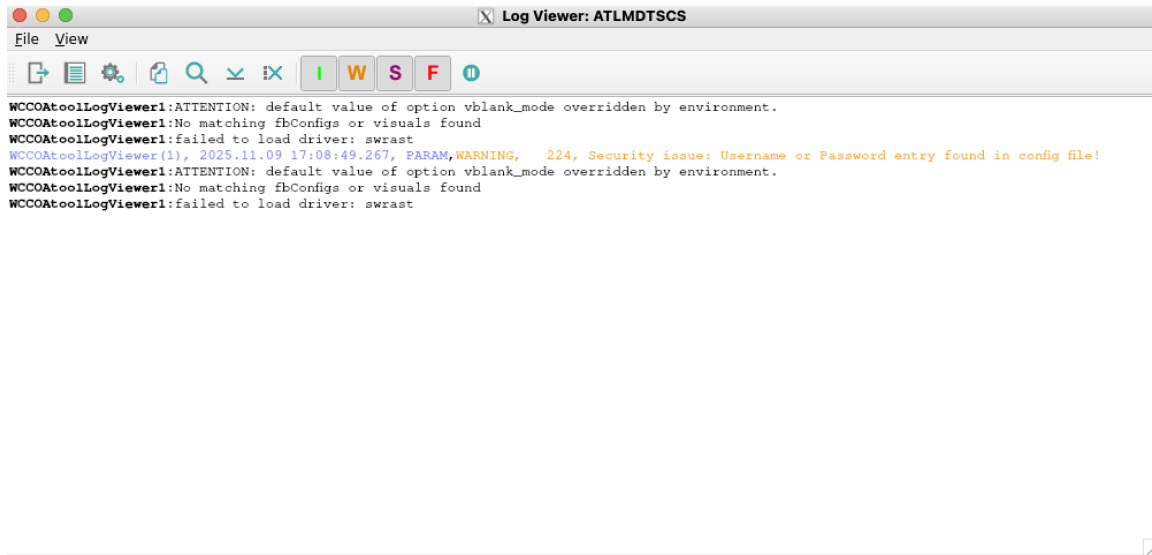 Log Viewer: ATLMDTSCS
File View
I W S F
WCCOAtoolLogViewer1:ATTENTION: default value of option vblank_mode overridden by environment.
WCCOAtoolLogViewer1:No matching fbConfigs or visuals found
WCCOAtoolLogViewer1:failed to load driver: swrast
WCCOAtoolLogViewer(1), 2025.11.09 17:08:49.267, PARAM,WARNING,   224, Security issue: Username or Password entry found in config file!
WCCOAtoolLogViewer1:ATTENTION: default value of option vblank_mode overridden by environment.
WCCOAtoolLogViewer1:No matching fbConfigs or visuals found
WCCOAtoolLogViewer1:failed to load driver: swrast